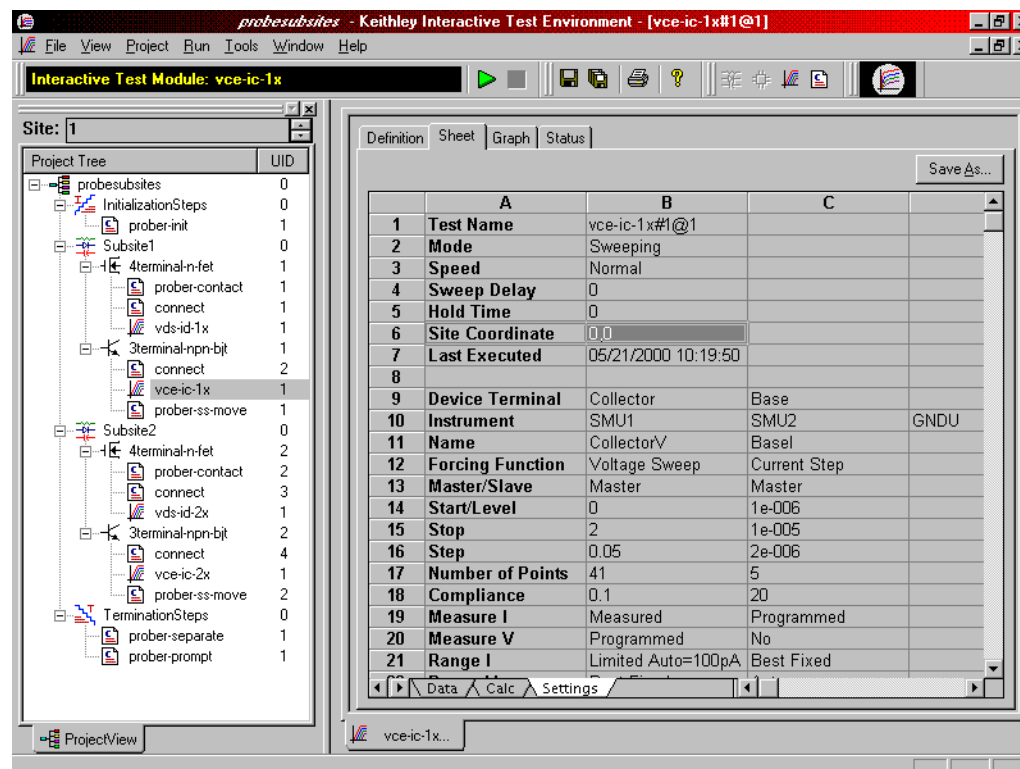 probesubsites - Keithley Interactive Test Environment - [vce-ic-1x#1@1]
File View Project Run Tools Window Help
Interactive Test Module: vce-ic-1x
Site: 1
Project Tree UID
probesubsites 0
InitializationSteps 0
prober-init 1
Subsite1 0
4terminal-n-fet 1
prober-contact 1
connect 1
vds-id-1x 1
3terminal-npn-bjt 1
connect 2
vce-ic-1x 1
prober-ss-move 1
Subsite2 0
4terminal-n-fet 2
prober-contact 2
connect 3
vds-id-2x 1
3terminal-npn-bjt 2
connect 4
vce-ic-2x 1
prober-ss-move 2
TerminationSteps 0
prober-separate 1
prober-prompt 1
ProjectView
Definition Sheet Graph Status
Save As...
A B C
1 Test Name vce-ic-1x#1@1
2 Mode Sweeping
3 Speed Normal
4 Sweep Delay 0
5 Hold Time 0
6 Site Coordinate 0,0
7 Last Executed 05/21/2000 10:19:50
8
9 Device Terminal Collector Base
10 Instrument SMU1 SMU2 GNDU
11 Name CollectorV BaseI
12 Forcing Function Voltage Sweep Current Step
13 Master/Slave Master Master
14 Start/Level 0 1e-006
15 Stop 2 1e-005
16 Step 0.05 2e-006
17 Number of Points 41 5
18 Compliance 0.1 20
19 Measure I Measured Programmed
20 Measure V Programmed No
21 Range I Limited Auto=100pA Best Fixed
Data Calc Settings
vce-ic-1x...